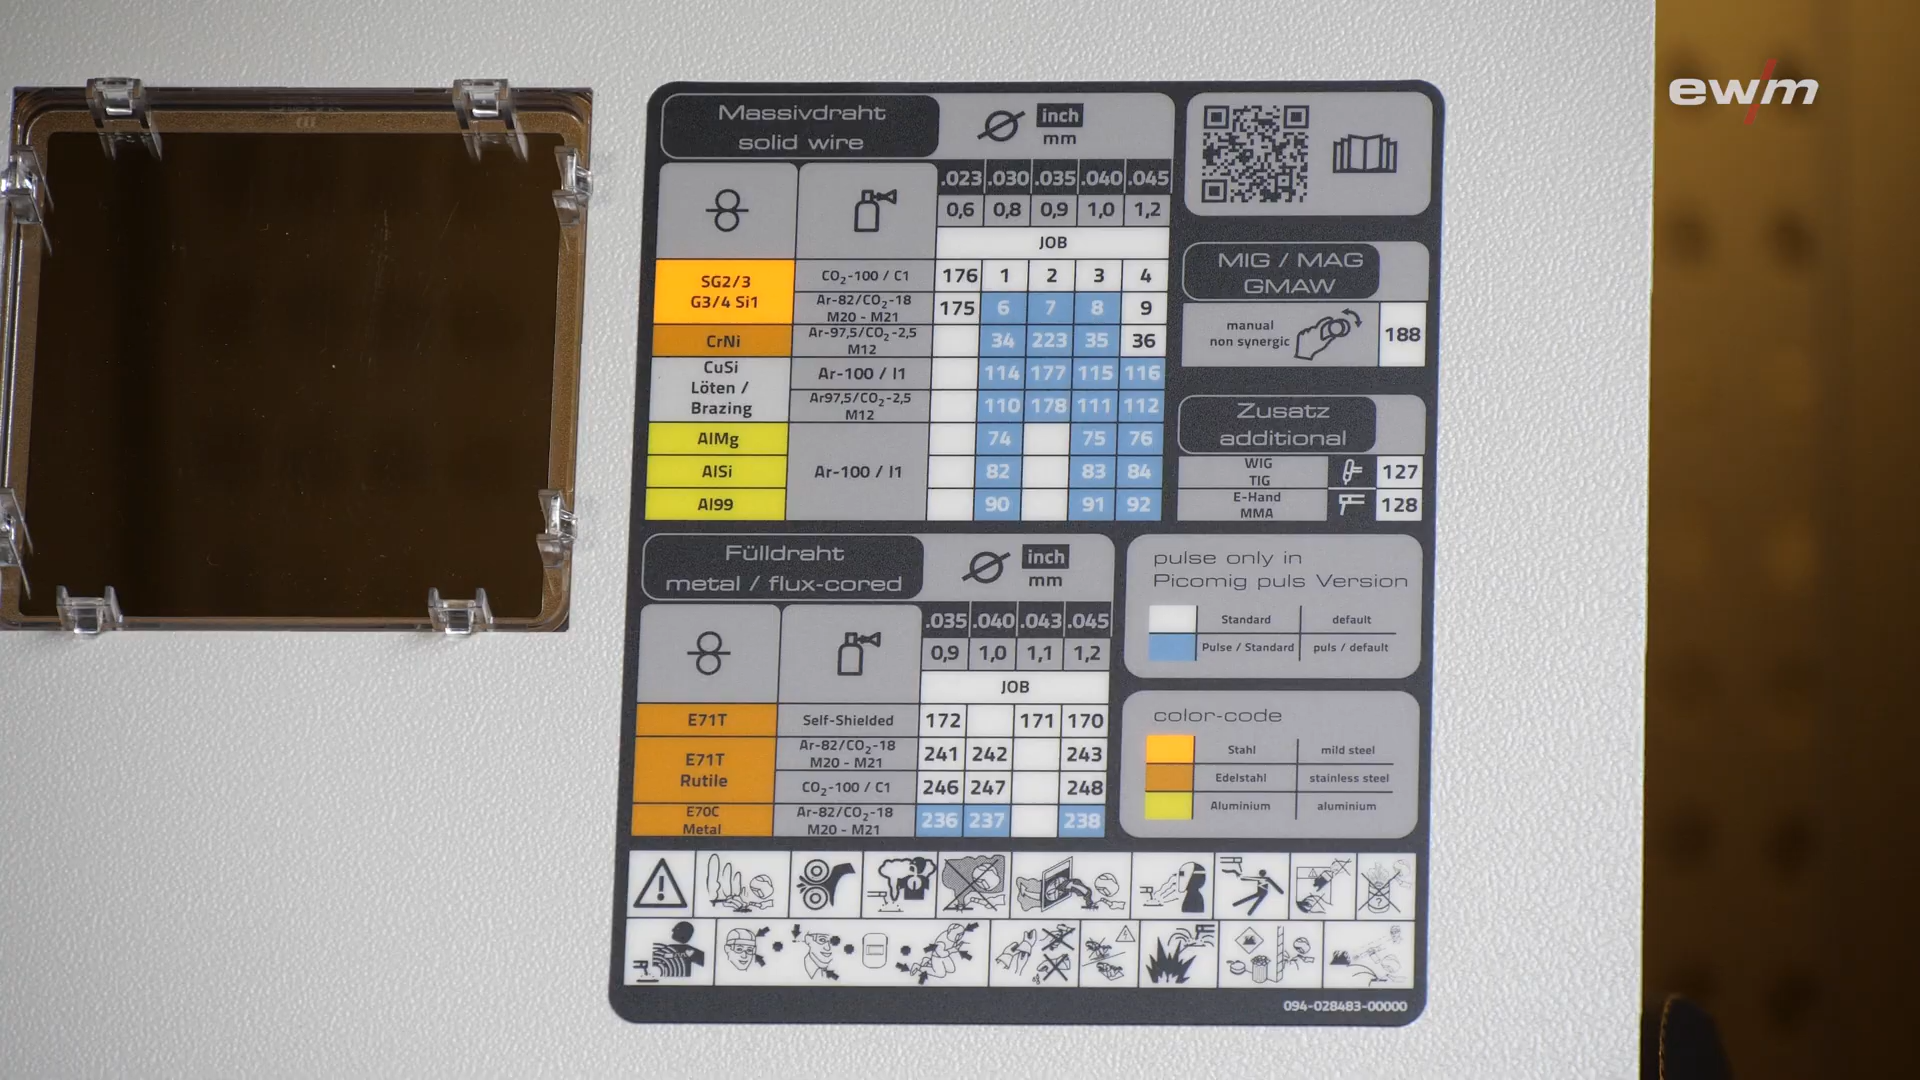 ewm
Massivdraht
solid wire
inch
mm
.023 .030 .035 .040 .045
0,6 0,8 0,9 1,0 1,2
JOB
SG2/3
G3/4 Si1
CO₂-100 / C1
176 1 2 3 4
Ar-82/CO₂-18
M20 - M21
175 6 7 8 9
CrNi
Ar-97,5/CO₂-2,5
M12
34 223 35 36
CuSi
Löten /
Brazing
Ar-100 / I1
114 177 115 116
Ar97,5/CO₂-2,5
M12
110 178 111 112
AlMg
74 75 76
AlSi
Ar-100 / I1
82 83 84
Al99
90 91 92
MIG / MAG
GMAW
manual
non synergic
188
Zusatz
additional
WIG
TIG
127
E-Hand
MMA
128
Fülldraht
metal / flux-cored
inch
mm
.035 .040 .043 .045
0,9 1,0 1,1 1,2
JOB
E71T
Self-Shielded
172 171 170
E71T
Rutile
Ar-82/CO₂-18
M20 - M21
241 242 243
CO₂-100 / C1
246 247 248
E70C
Metal
Ar-82/CO₂-18
M20 - M21
236 237 238
pulse only in
Picomig puls Version
Standard default
Pulse / Standard puls / default
color-code
Stahl mild steel
Edelstahl stainless steel
Aluminium aluminium
?
094-028483-00000